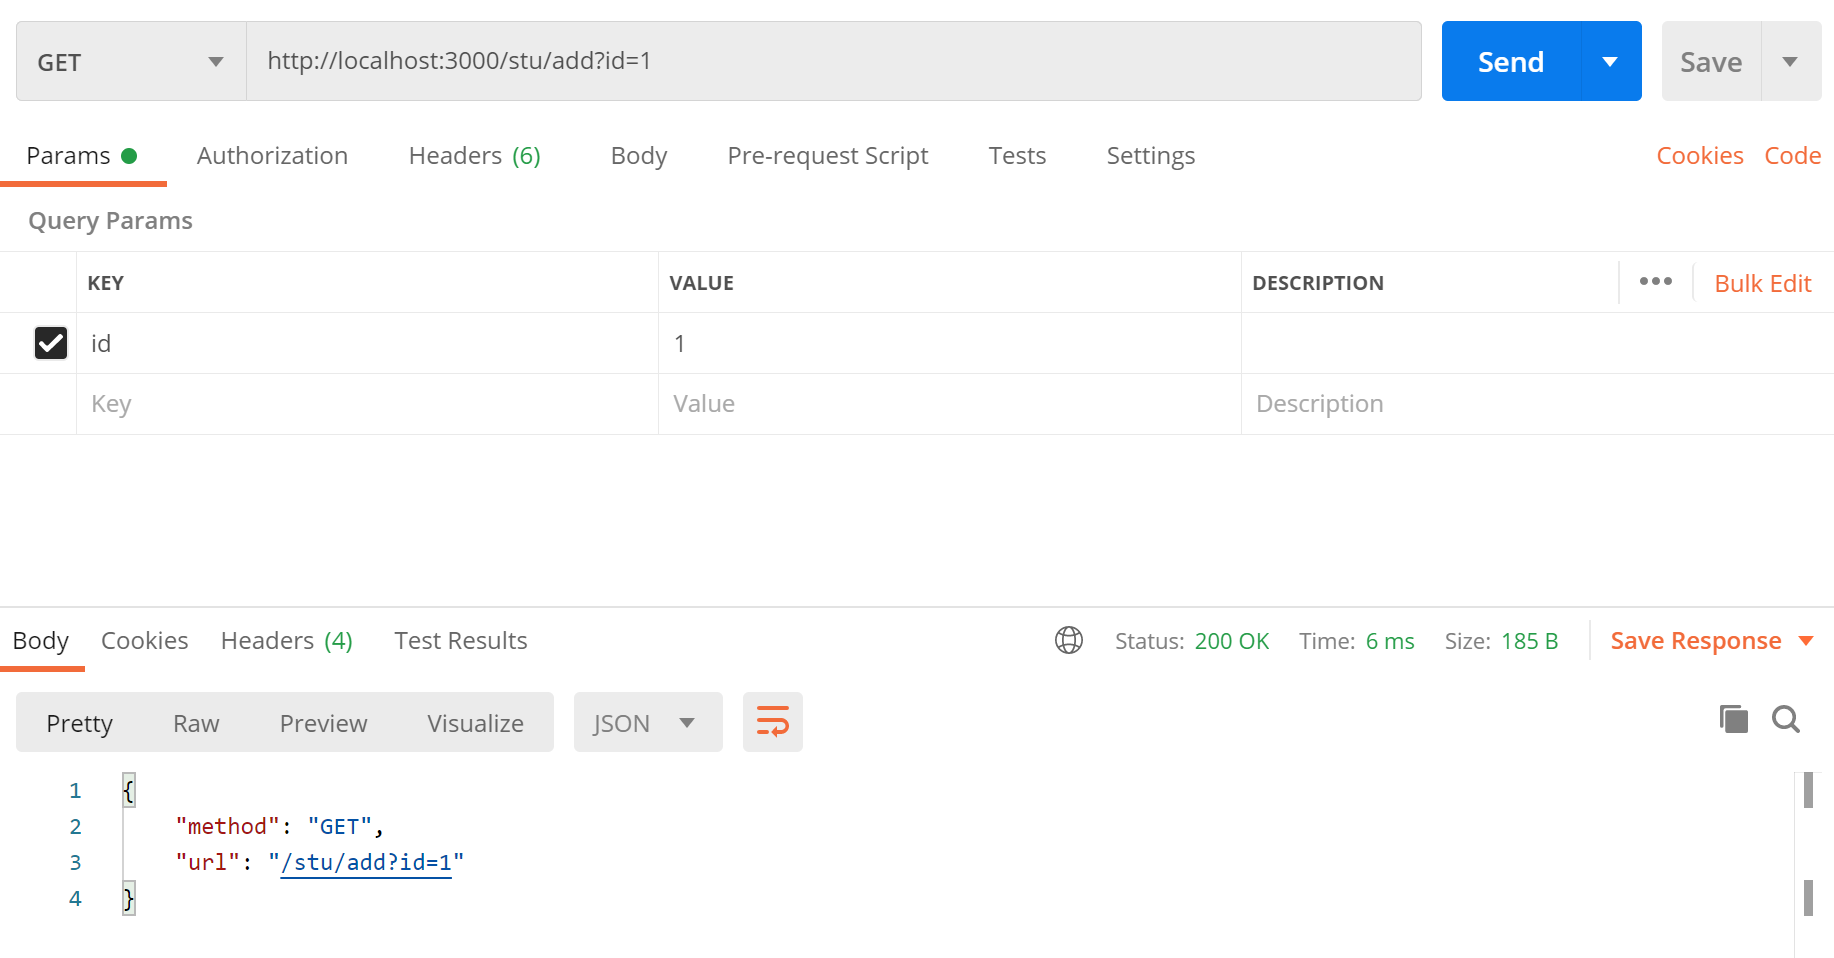 GET http://localhost:3000/stu/add?id=1 Send Save
Params Authorization Headers (6) Body Pre-request Script Tests Settings Cookies Code
Query Params
KEY VALUE DESCRIPTION ••• Bulk Edit
id 1
Key Value Description
Body Cookies Headers (4) Test Results Status: 200 OK Time: 6 ms Size: 185 B Save Response
Pretty Raw Preview Visualize JSON
1 {
2 "method": "GET",
3 "url": "/stu/add?id=1"
4 }